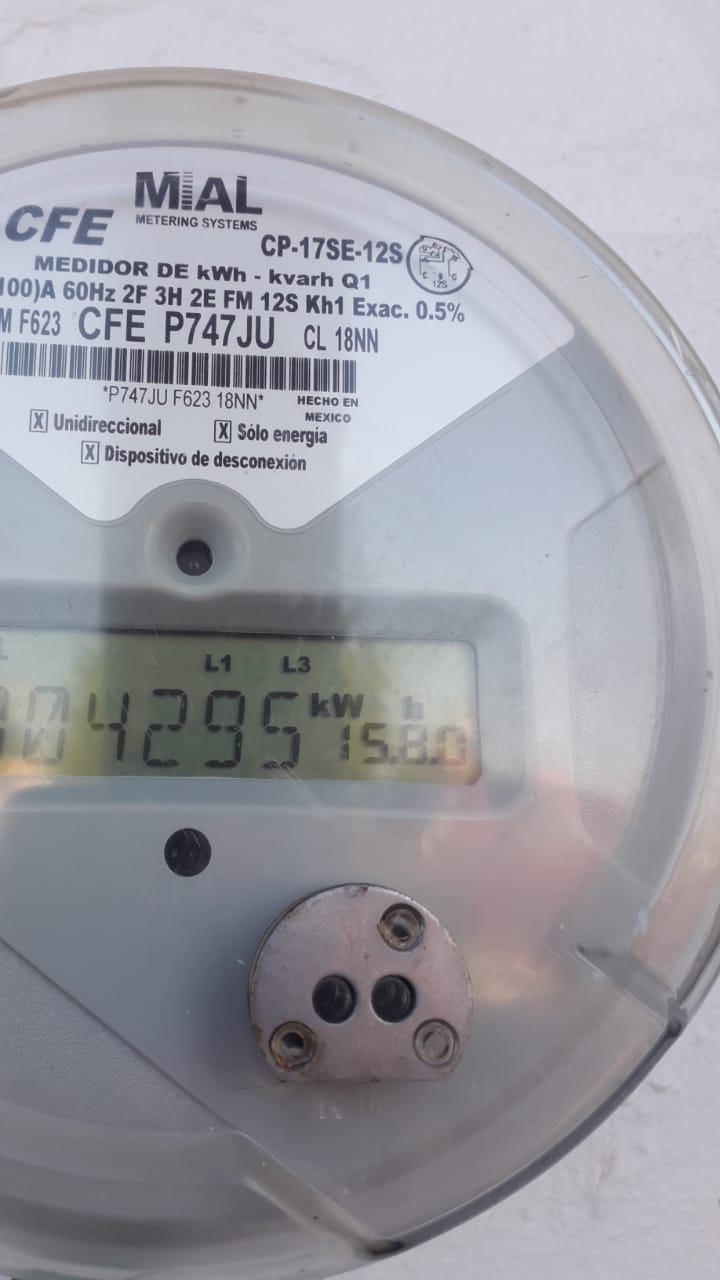 MIAL
METERING SYSTEMS
CFE
CP-17SE-12S
12S
MEDIDOR DE kWh - kvarh Q1
100)A 60Hz 2F 3H 2E FM 12S Kh1 Exac. 0.5%
M F623 CFE P747JU CL 18NN
*P747JU F623 18NN*
HECHO EN
MEXICO
X Unidireccional X Sólo energía
X Dispositivo de desconexión
L1 L3
04295 kW h
15.8.0